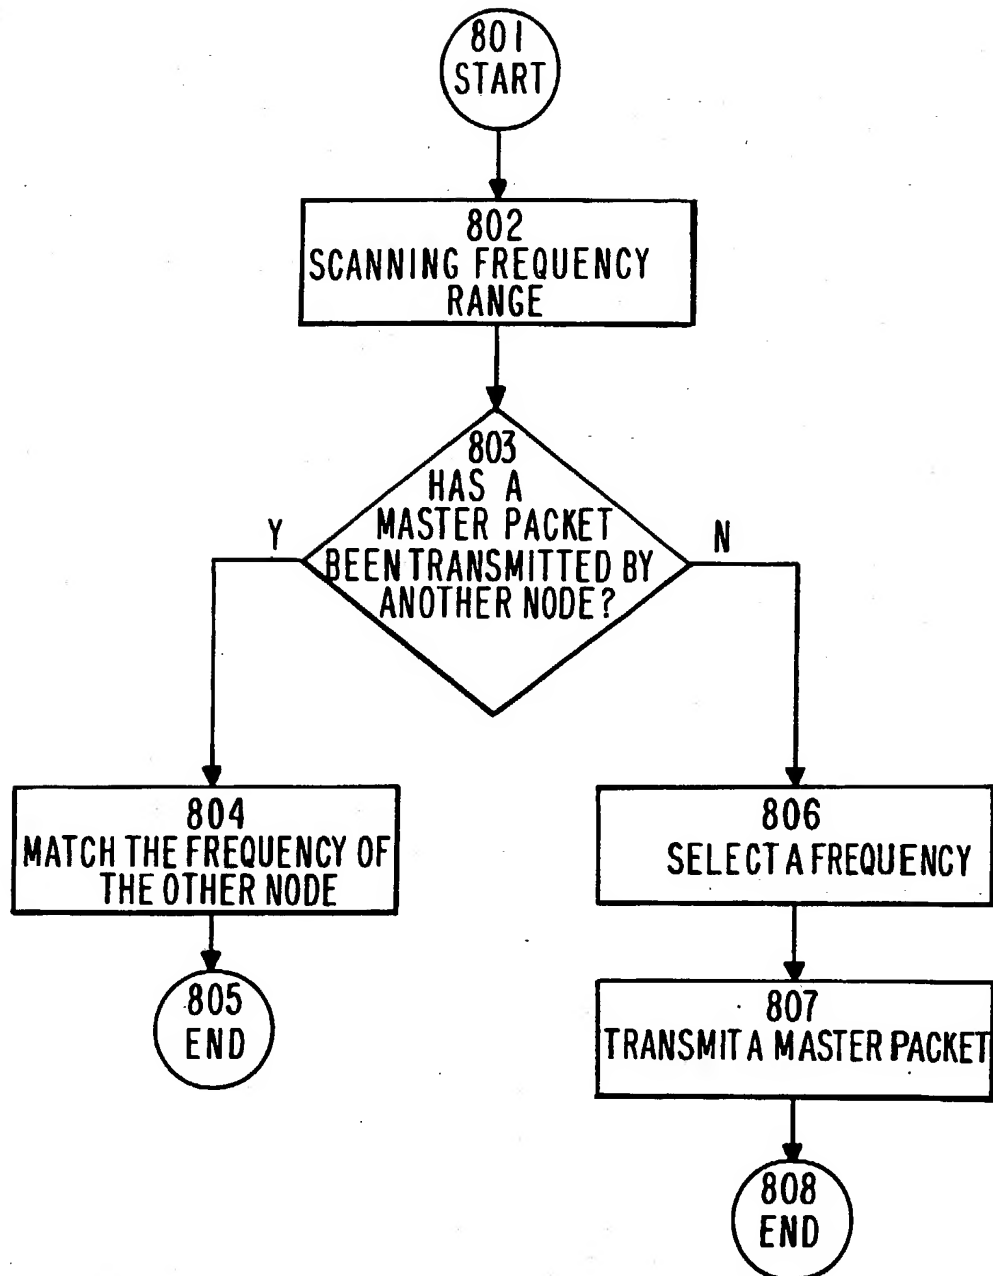 801
START
802
SCANNING FREQUENCY
RANGE
803
HAS A
MASTER PACKET
BEEN TRANSMITTED BY
ANOTHER NODE?
Y
N
804
MATCH THE FREQUENCY OF
THE OTHER NODE
805
END
806
SELECT A FREQUENCY
807
TRANSMIT A MASTER PACKET
808
END